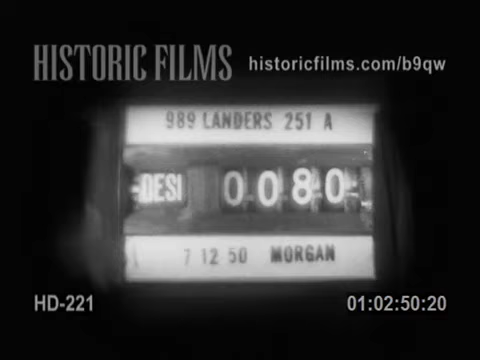 HISTORIC FILMS historicfilms.com/b9qw
989 LANDERS 251 A
DESI 0080
7 12 50 MORGAN
HD-221 01:02:50:20